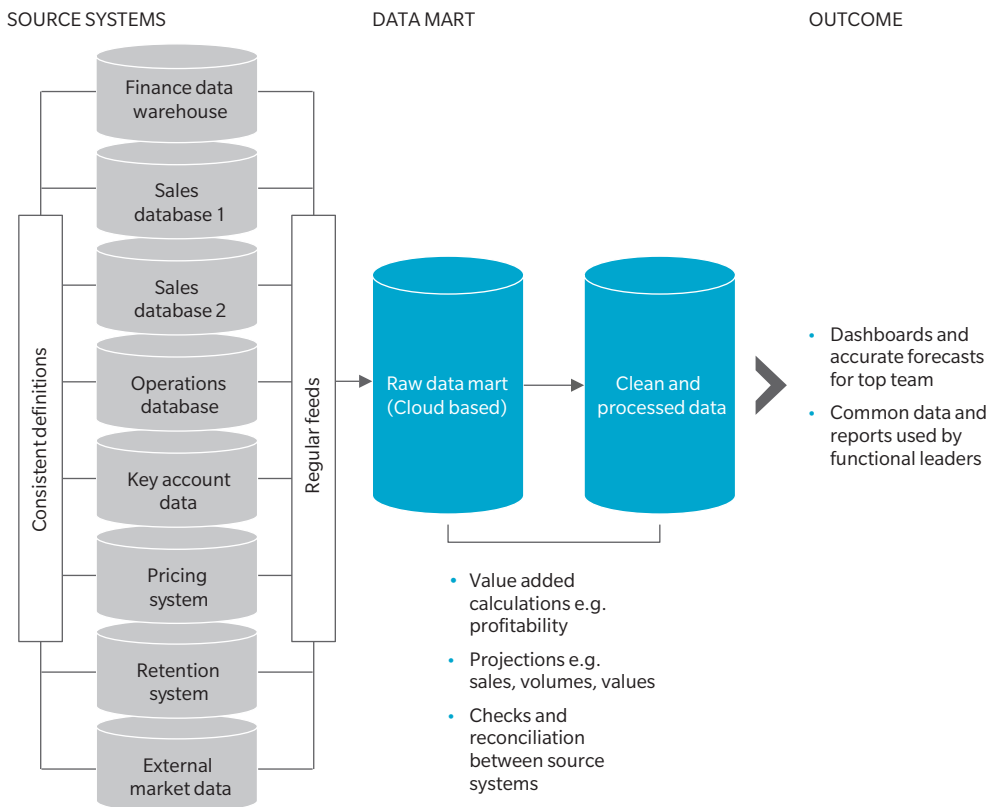 SOURCE SYSTEMS
DATA MART
OUTCOME
Finance data
warehouse
Sales
database 1
Sales
database 2
Operations
database
Key account
data
Pricing
system
Retention
system
External
market data
Consistent definitions
Regular feeds
Raw data mart
(Cloud based)
Clean and
processed data
• Value added
calculations e.g.
profitability
• Projections e.g.
sales, volumes, values
• Checks and
reconciliation
between source
systems
• Dashboards and
accurate forecasts
for top team
• Common data and
reports used by
functional leaders